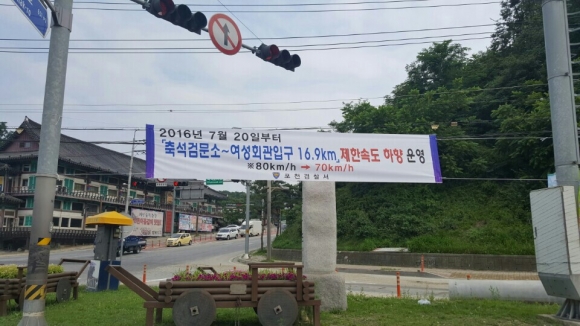 2016년 7월 20일부터
「축석검문소~여성회관입구 16.9km」제한속도 하향 운영
※80km/h → 70km/h
포천경찰서